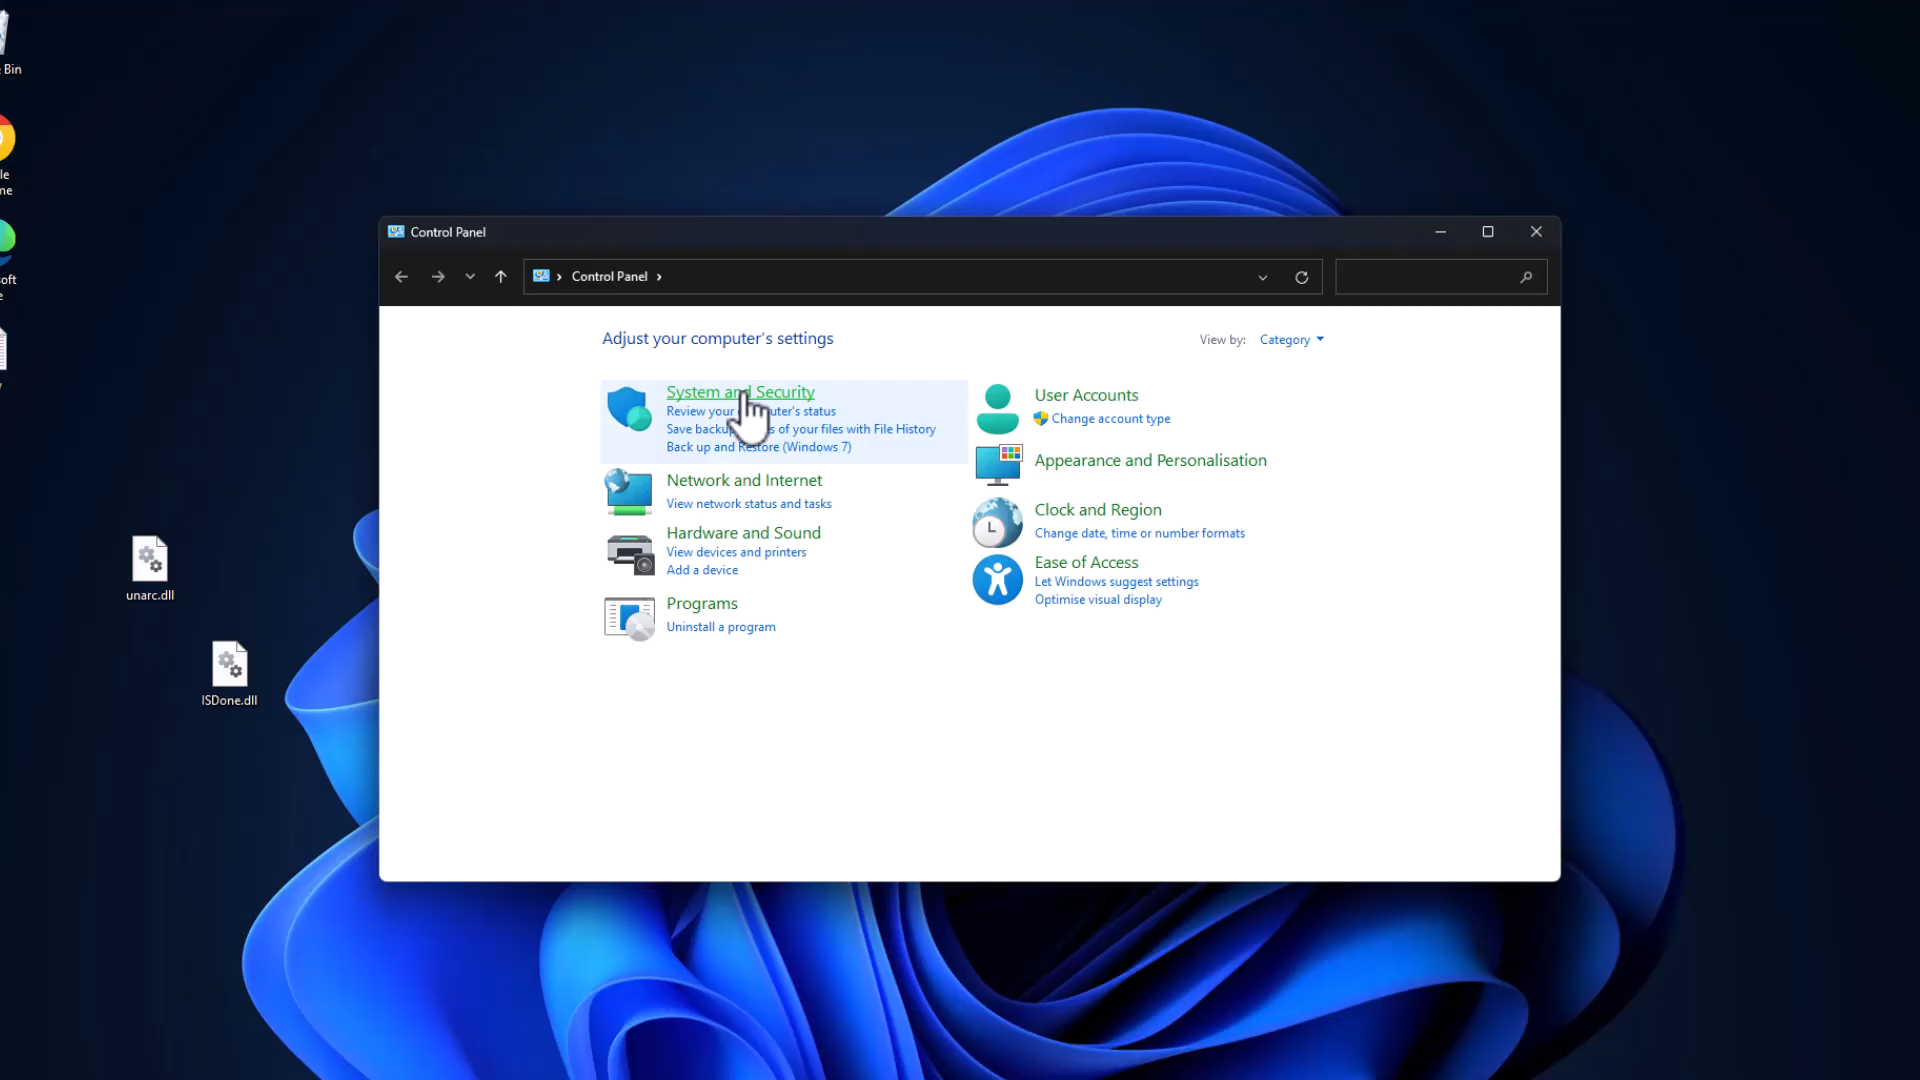 Bin
le
me
soft
e
y
unarc.dll
ISDone.dll
Control Panel
Control Panel
Adjust your computer's settings
View by: Category
System and Security
Review your computer's status
Save backup of your files with File History
Back up and Restore (Windows 7)
Network and Internet
View network status and tasks
Hardware and Sound
View devices and printers
Add a device
Programs
Uninstall a program
User Accounts
Change account type
Appearance and Personalisation
Clock and Region
Change date, time or number formats
Ease of Access
Let Windows suggest settings
Optimise visual display